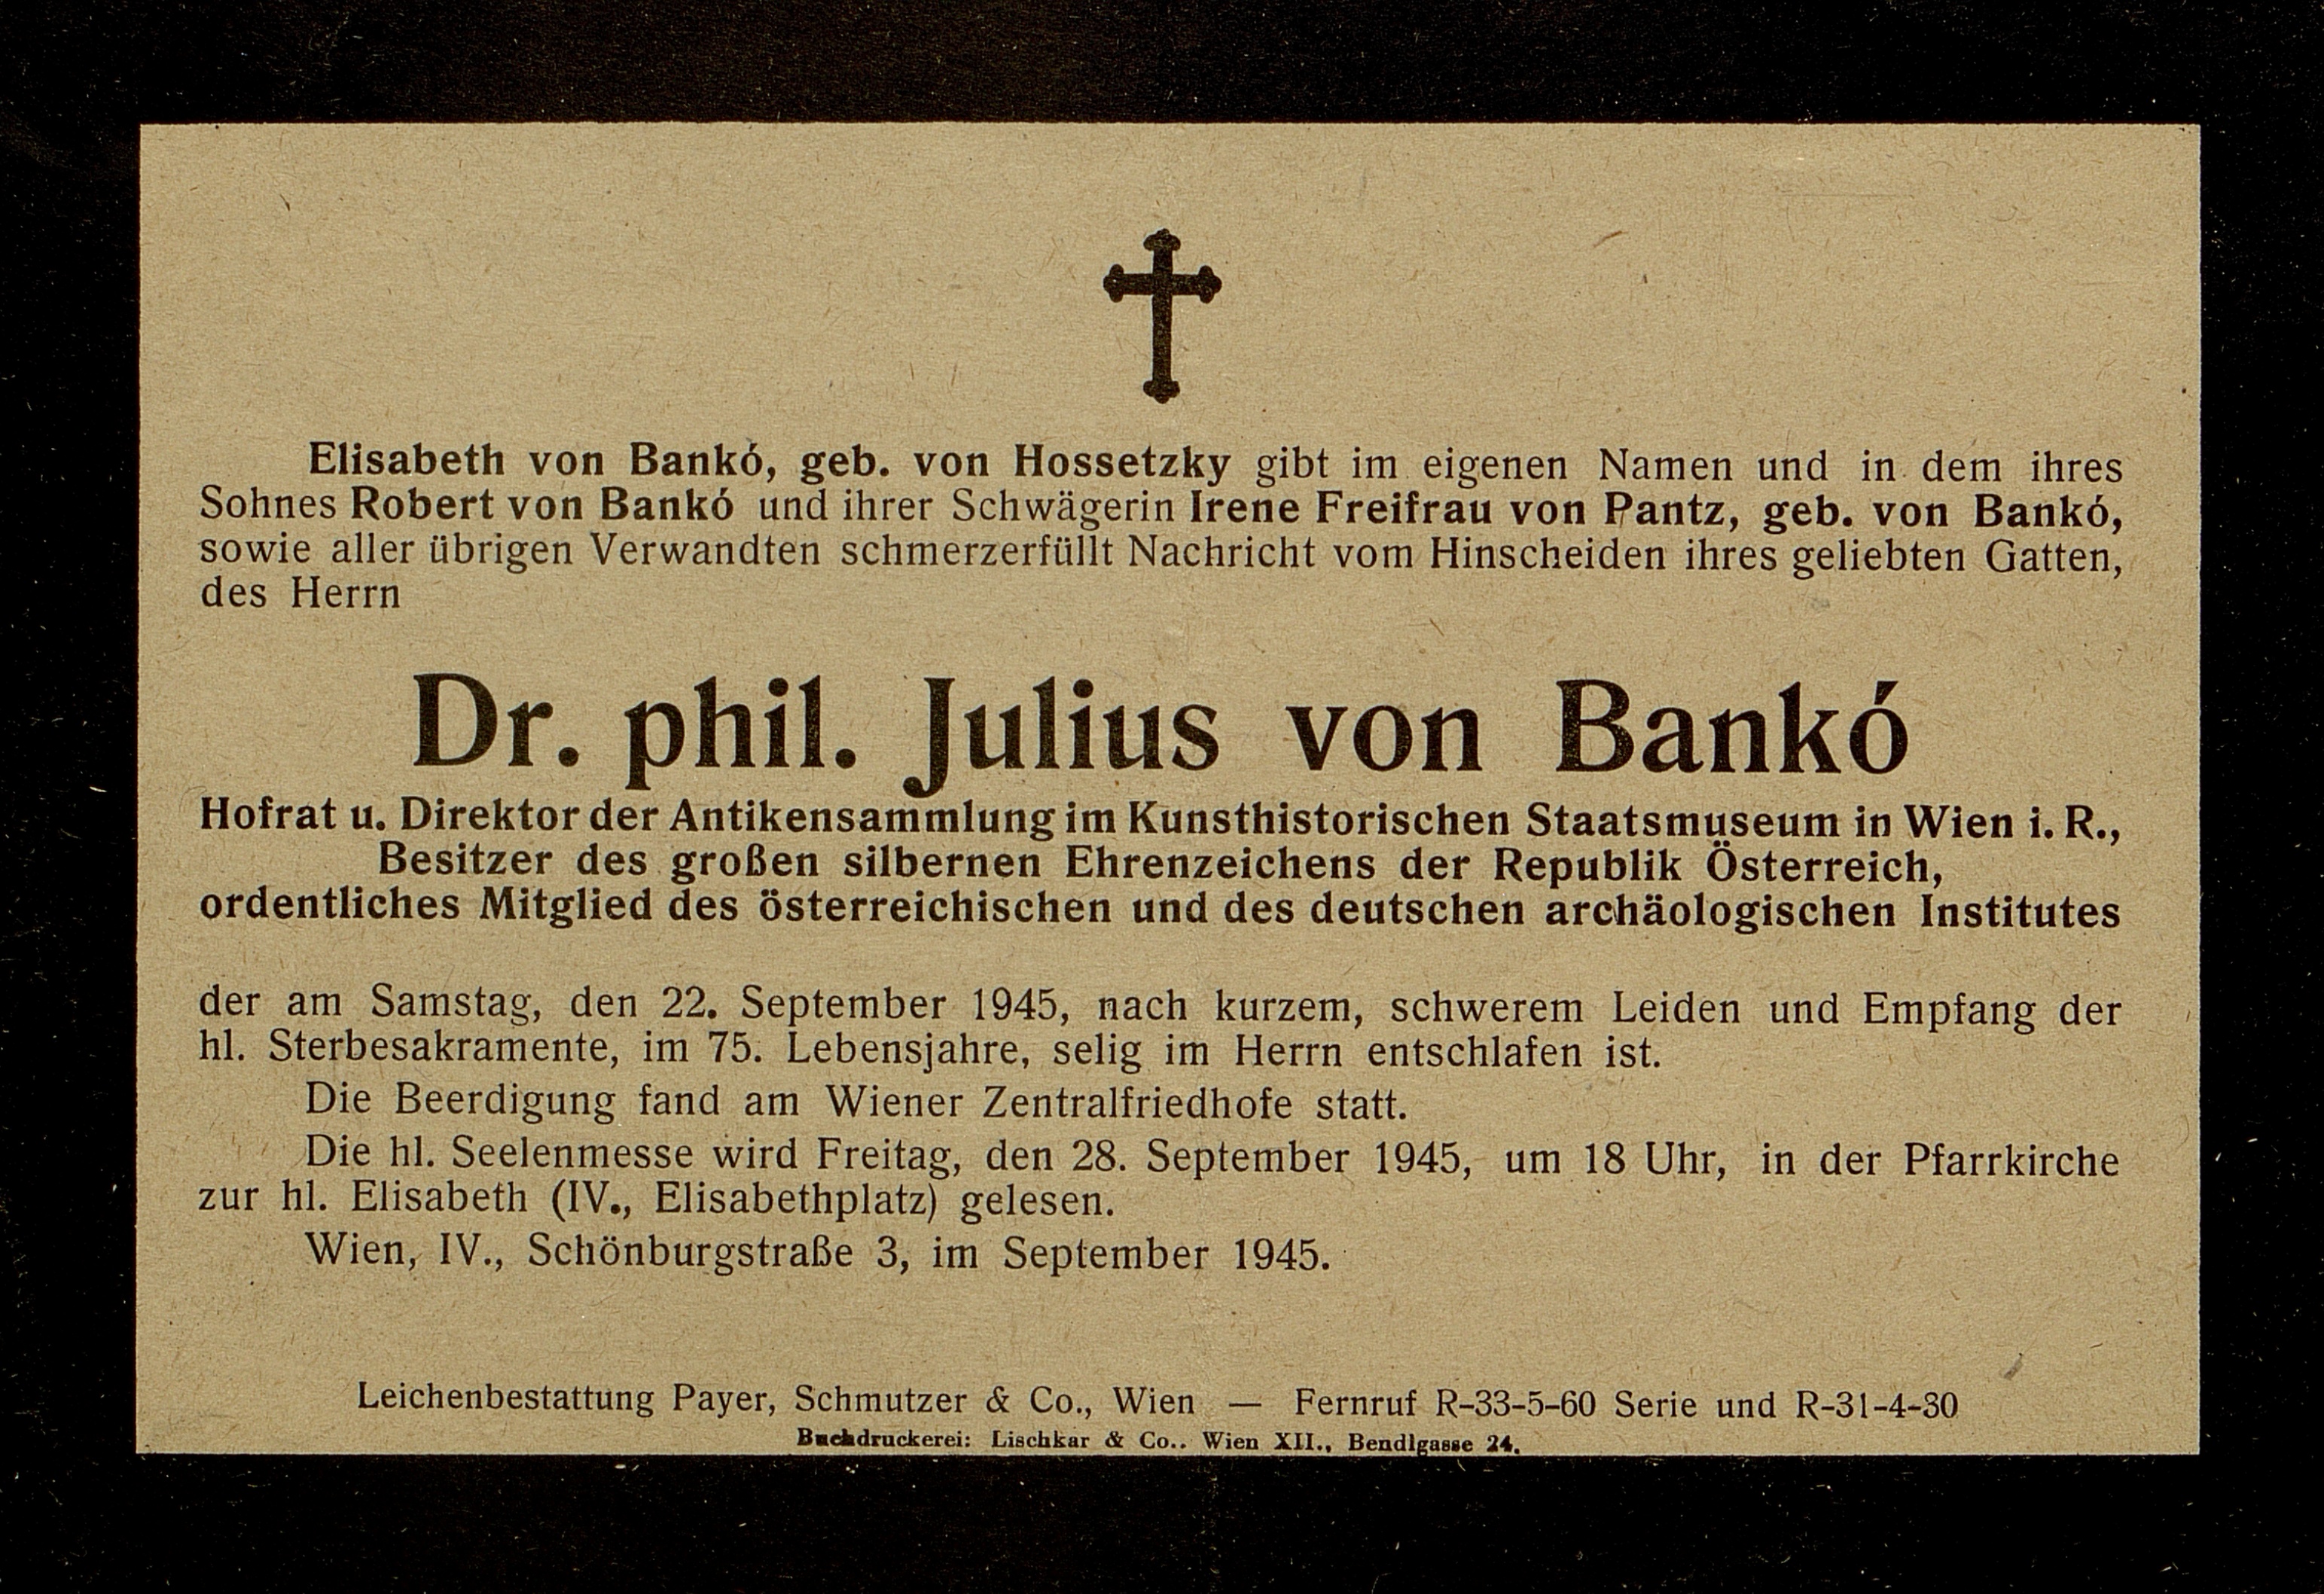 Elisabeth von Bankó, geb. von Hossetzky gibt im eigenen Namen und in dem ihres
Sohnes Robert von Bankó und ihrer Schwägerin Irene Freifrau von Pantz, geb. von Bankó,
sowie aller übrigen Verwandten schmerzerfüllt Nachricht vom Hinscheiden ihres geliebten Gatten,
des Herrn
Dr. phil. Julius von Bankó
Hofrat u. Direktor der Antikensammlung im Kunsthistorischen Staatsmuseum in Wien i. R.,
Besitzer des großen silbernen Ehrenzeichens der Republik Österreich,
ordentliches Mitglied des österreichischen und des deutschen archäologischen Institutes
der am Samstag, den 22. September 1945, nach kurzem, schwerem Leiden und Empfang der
hl. Sterbesakramente, im 75. Lebensjahre, selig im Herrn entschlafen ist.
Die Beerdigung fand am Wiener Zentralfriedhofe statt.
Die hl. Seelenmesse wird Freitag, den 28. September 1945, um 18 Uhr, in der Pfarrkirche
zur hl. Elisabeth (IV., Elisabethplatz) gelesen.
Wien, IV., Schönburgstraße 3, im September 1945.
Leichenbestattung Payer, Schmutzer & Co., Wien — Fernruf R-33-5-60 Serie und R-31-4-30
Buchdruckerei: Lischkar & Co.. Wien XII., Bendlgasse 24.